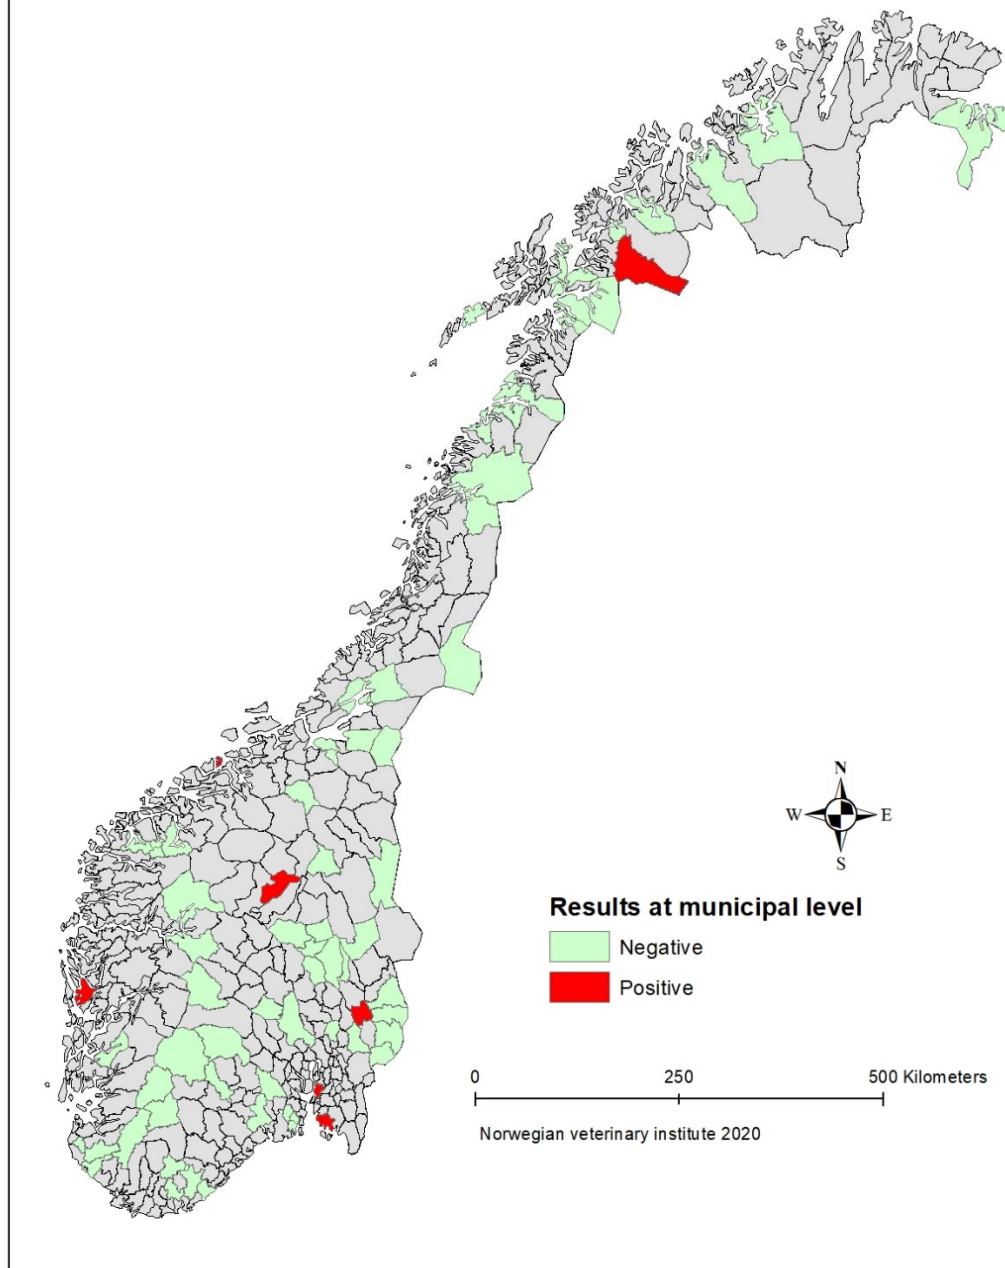 N
W E
S
Results at municipal level
Negative
Positive
0 250 500 Kilometers
Norwegian veterinary institute 2020